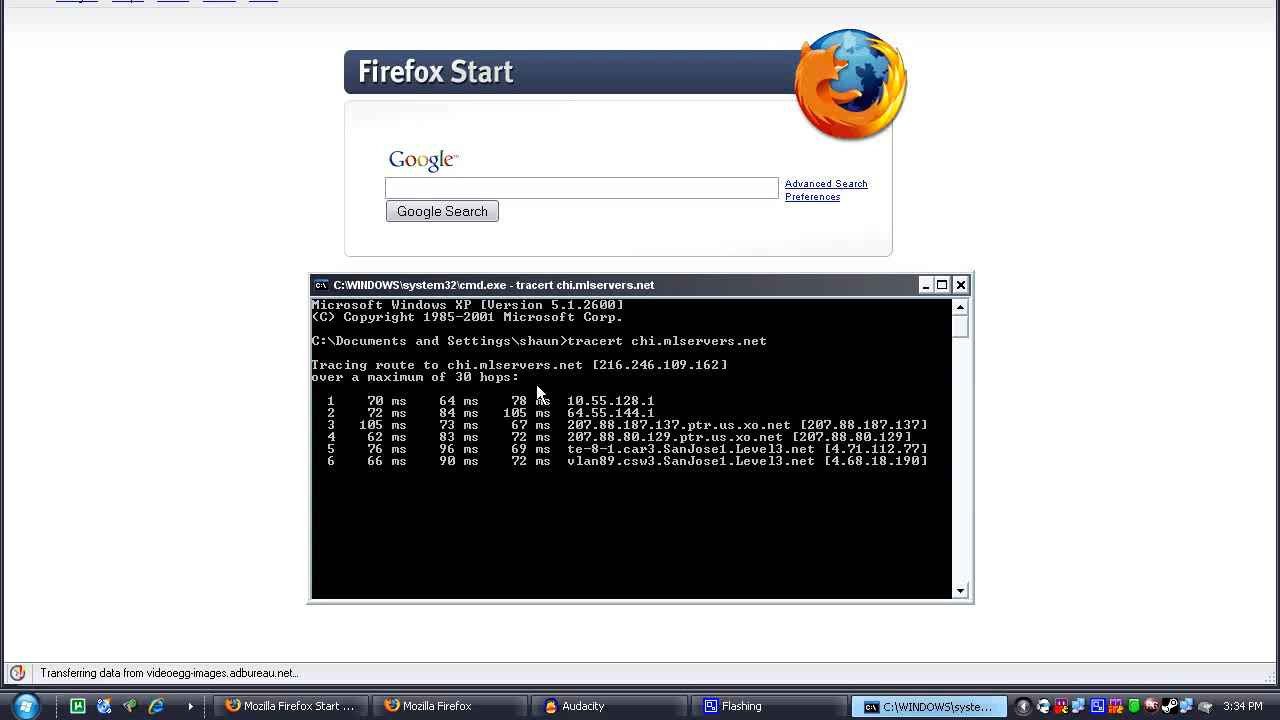 Firefox Start
Google™
Advanced Search
Preferences
Google Search
C:\WINDOWS\system32\cmd.exe - tracert chi.mlservers.net
Microsoft Windows XP [Version 5.1.2600]
(C) Copyright 1985-2001 Microsoft Corp.
C:\Documents and Settings\shaun>tracert chi.mlservers.net
Tracing route to chi.mlservers.net [216.246.109.162]
over a maximum of 30 hops:
1 70 ms 64 ms 78 ms 10.55.128.1
2 72 ms 84 ms 105 ms 64.55.144.1
3 105 ms 73 ms 67 ms 207.88.187.137.ptr.us.xo.net [207.88.187.137]
4 62 ms 83 ms 72 ms 207.88.80.129.ptr.us.xo.net [207.88.80.129]
5 76 ms 96 ms 69 ms te-8-1.car3.SanJose1.Level3.net [4.71.112.77]
6 66 ms 90 ms 72 ms vlan89.csw3.SanJose1.Level3.net [4.68.18.190]
Transferring data from videoegg-images.adbureau.net...
Mozilla Firefox Start ...
Mozilla Firefox
Audacity
Flashing
C:\WINDOWS\syste...
3:34 PM